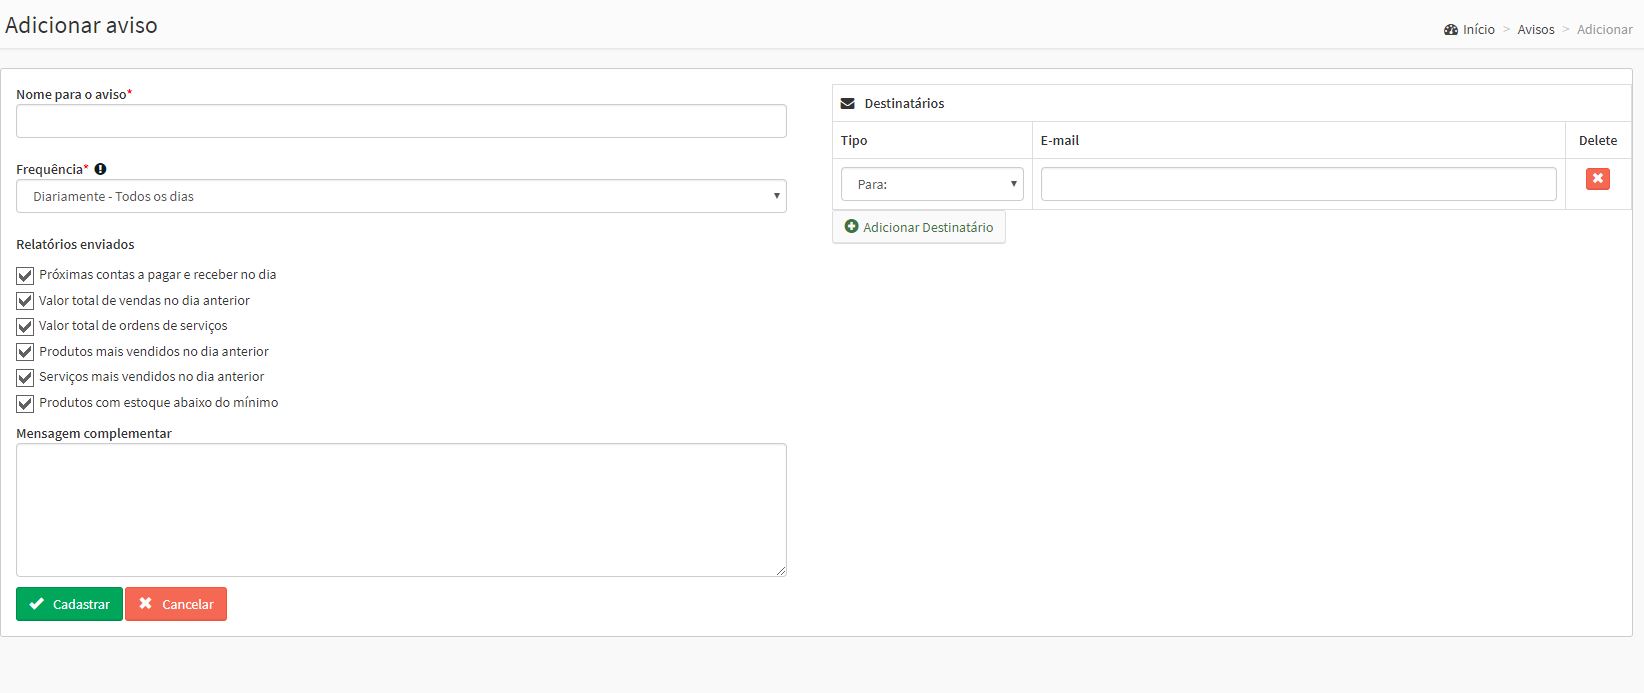 Adicionar aviso
Início > Avisos > Adicionar
Nome para o aviso*
Frequência*
Diariamente - Todos os dias
Relatórios enviados
Próximas contas a pagar e receber no dia
Valor total de vendas no dia anterior
Valor total de ordens de serviços
Produtos mais vendidos no dia anterior
Serviços mais vendidos no dia anterior
Produtos com estoque abaixo do mínimo
Mensagem complementar
Cadastrar
Cancelar
Destinatários
Tipo
E-mail
Delete
Para:
Adicionar Destinatário